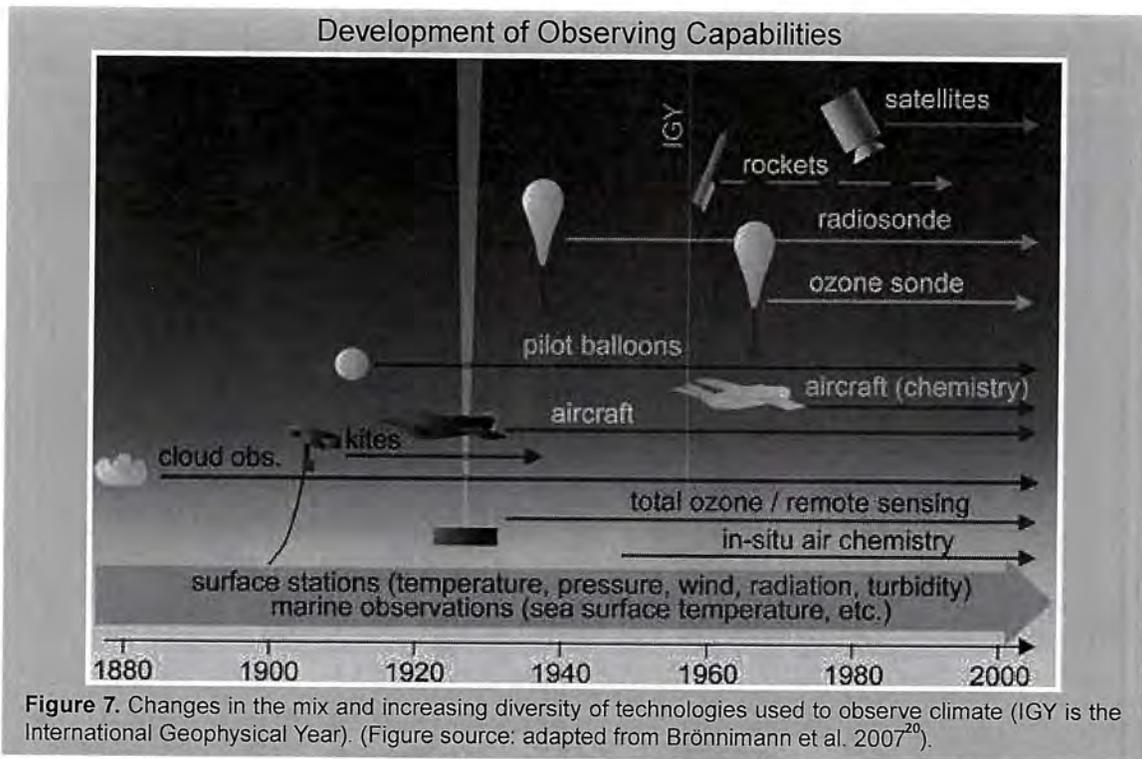 Development of Observing Capabilities
satellites
IGY
rockets
radiosonde
ozone sonde
pilot balloons
aircraft (chemistry)
aircraft
kites
cloud obs.
total ozone / remote sensing
in-situ air chemistry
surface stations (temperature, pressure, wind, radiation, turbidity)
marine observations (sea surface temperature, etc.)
1880 1900 1920 1940 1960 1980 2000
Figure 7. Changes in the mix and increasing diversity of technologies used to observe climate (IGY is the
International Geophysical Year). (Figure source: adapted from Brönnimann et al. 2007²⁰).